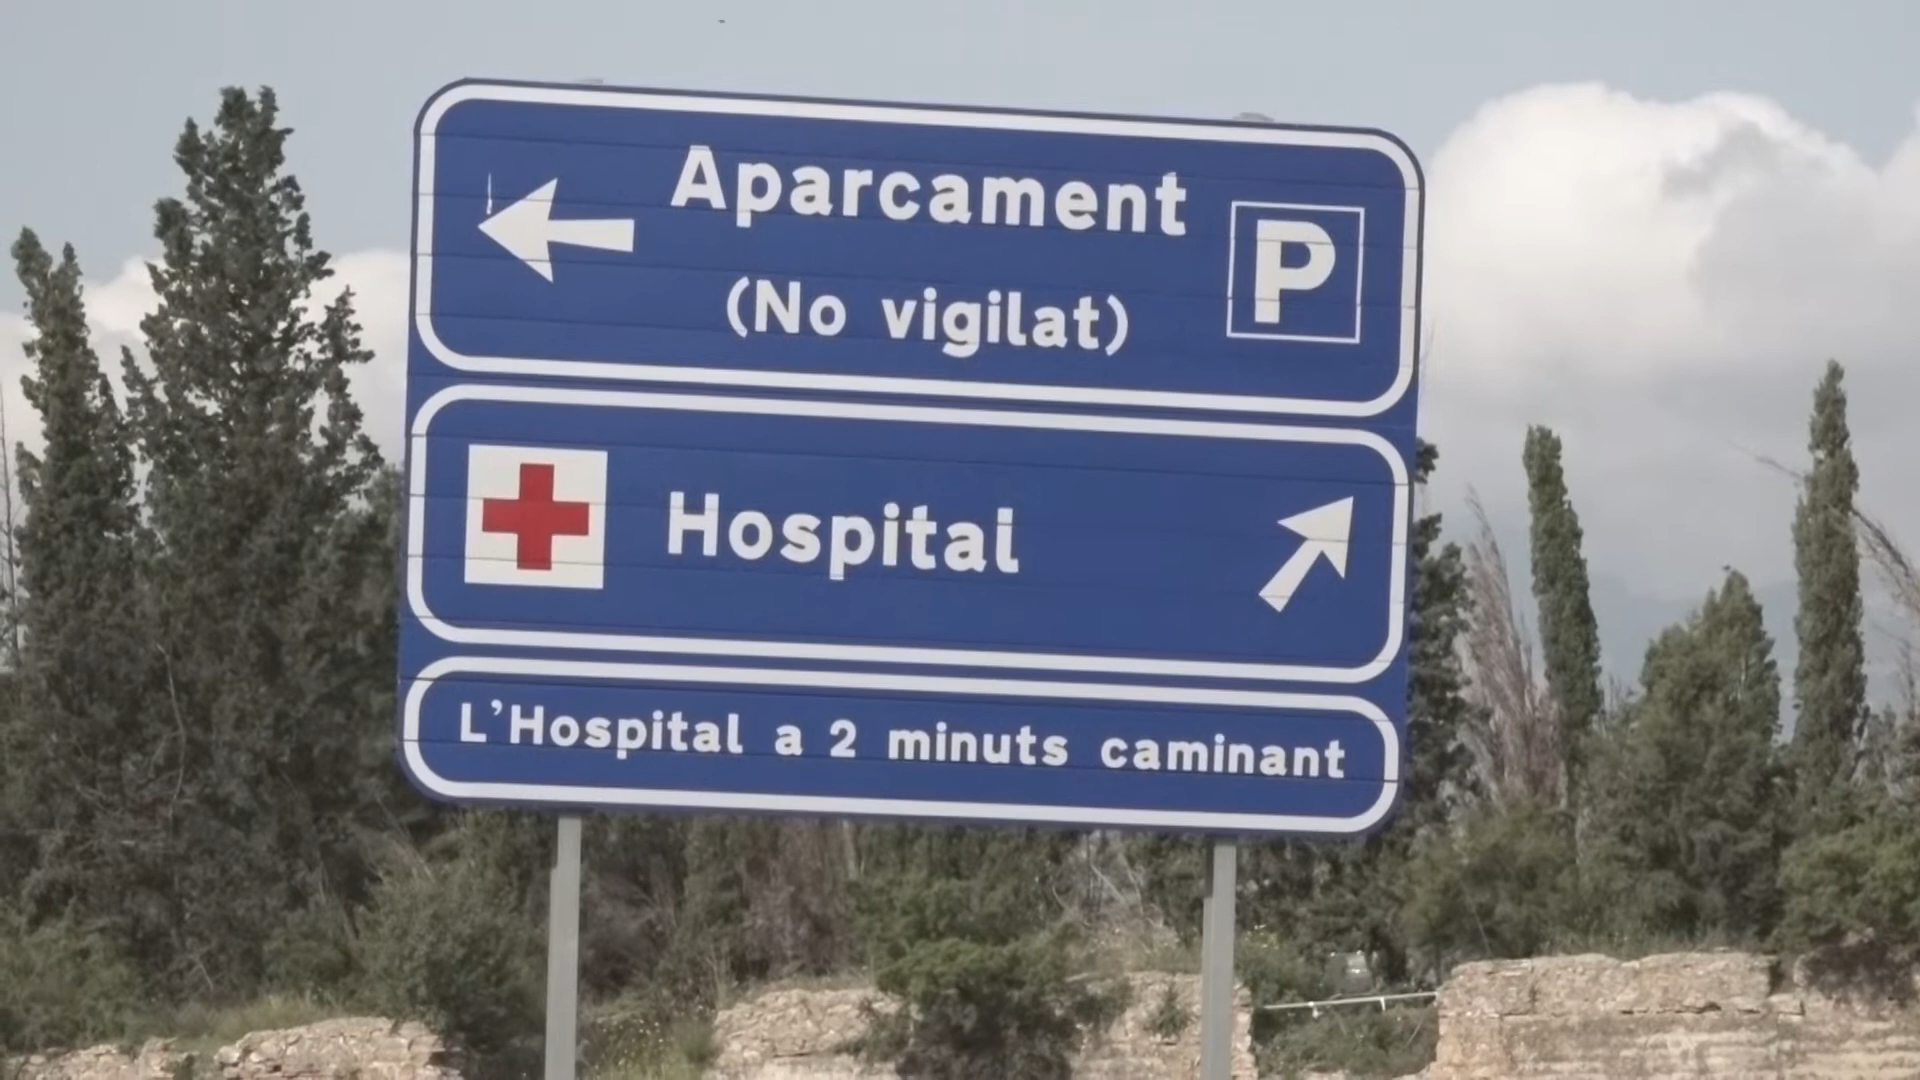 Aparcament
(No vigilat)
P
Hospital
L'Hospital a 2 minuts caminant